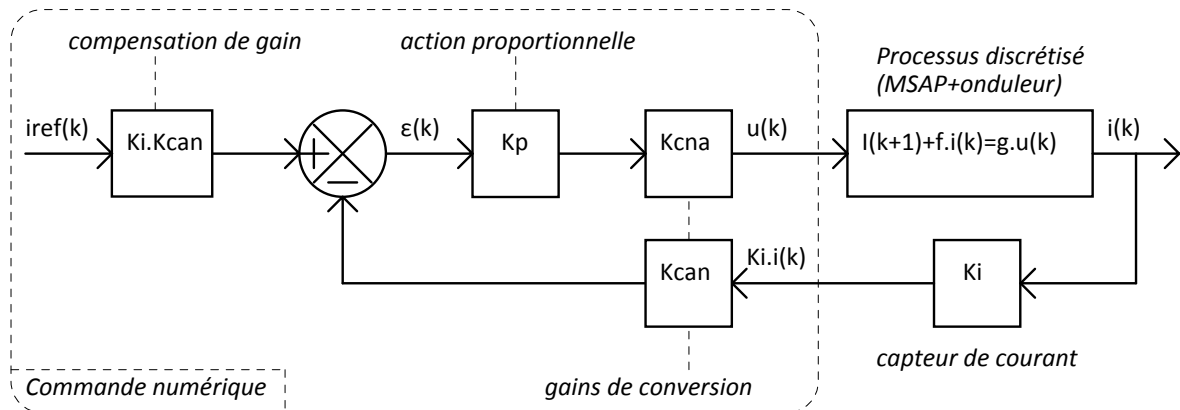 compensation de gain
action proportionnelle
Processus discrétisé
(MSAP+onduleur)
iref(k)
Ki.Kcan
+
−
ε(k)
Kp
Kcna
u(k)
I(k+1)+f.i(k)=g.u(k)
i(k)
Kcan
Ki.i(k)
Ki
capteur de courant
Commande numérique
gains de conversion